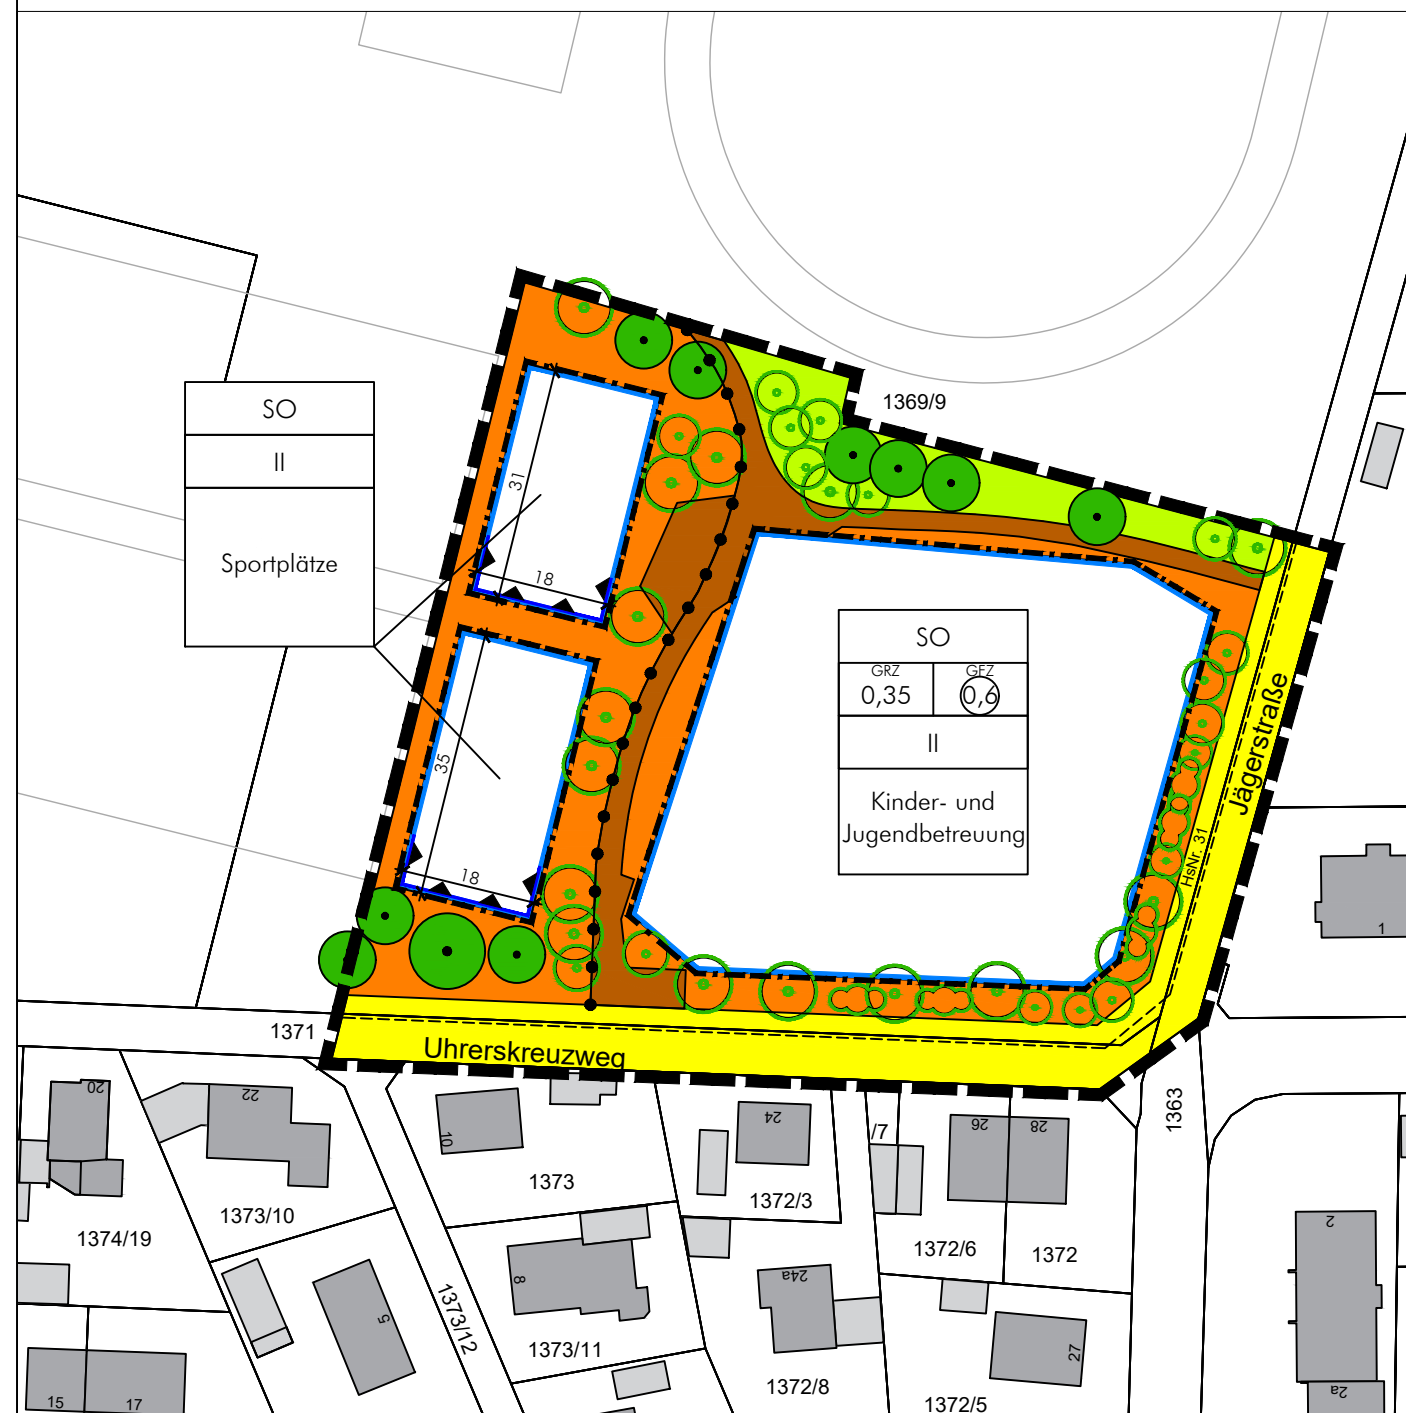 1369/9
SO
II
Sportplätze
31
18
35
18
SO
GRZ
GFZ
0,35
0,6
II
Kinder- und
Jugendbetreuung
Jägerstraße
HsNr. 31
Uhrerskreuzweg
1371
1363
1
20
22
10
24
/7
26
28
1373
1372/3
1374/19
1373/10
1372/6
1372
2
8
24a
5
1373/12
1373/11
27
1372/8
1372/5
15
17
2a